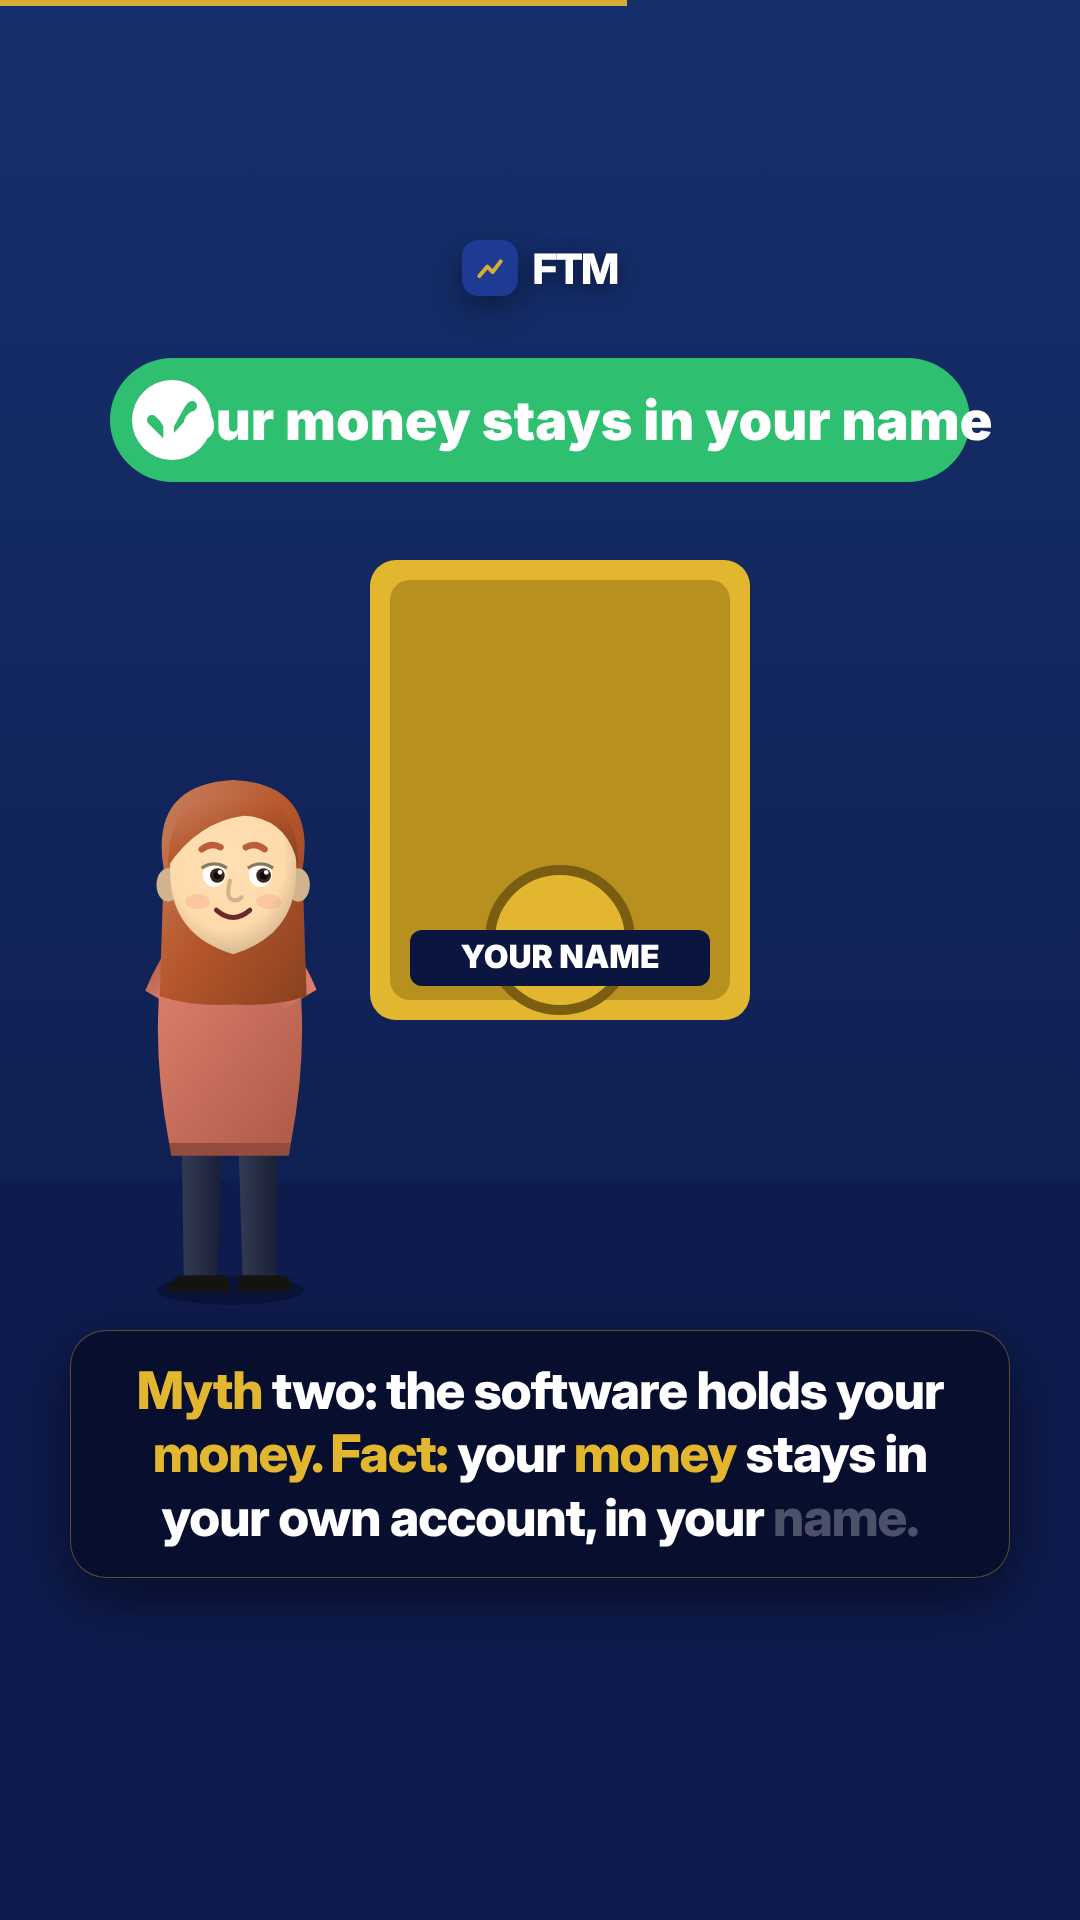 FTM
Your money stays in your name
YOUR NAME
Myth two: the software holds your
money. Fact: your money stays in
your own account, in your name.